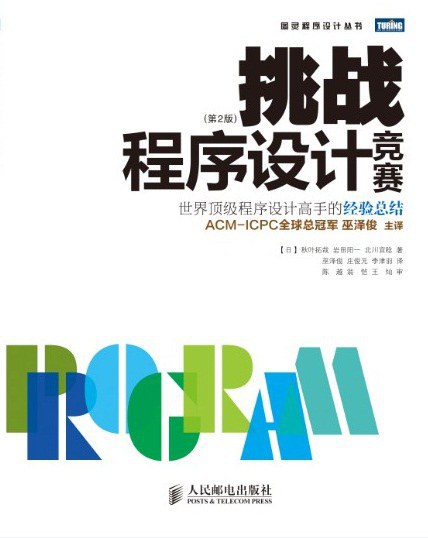 图灵程序设计丛书 TURING
挑战
(第2版)
程序设计竞赛
世界顶级程序设计高手的经验总结
ACM-ICPC全球总冠军 巫泽俊 主译
【日】秋叶拓哉 岩田阳一 北川宜稔 著
巫泽俊 庄俊元 李津羽 译
陈越 翁恺 王灿 审
PROGRAM
人民邮电出版社
POSTS & TELECOM PRESS